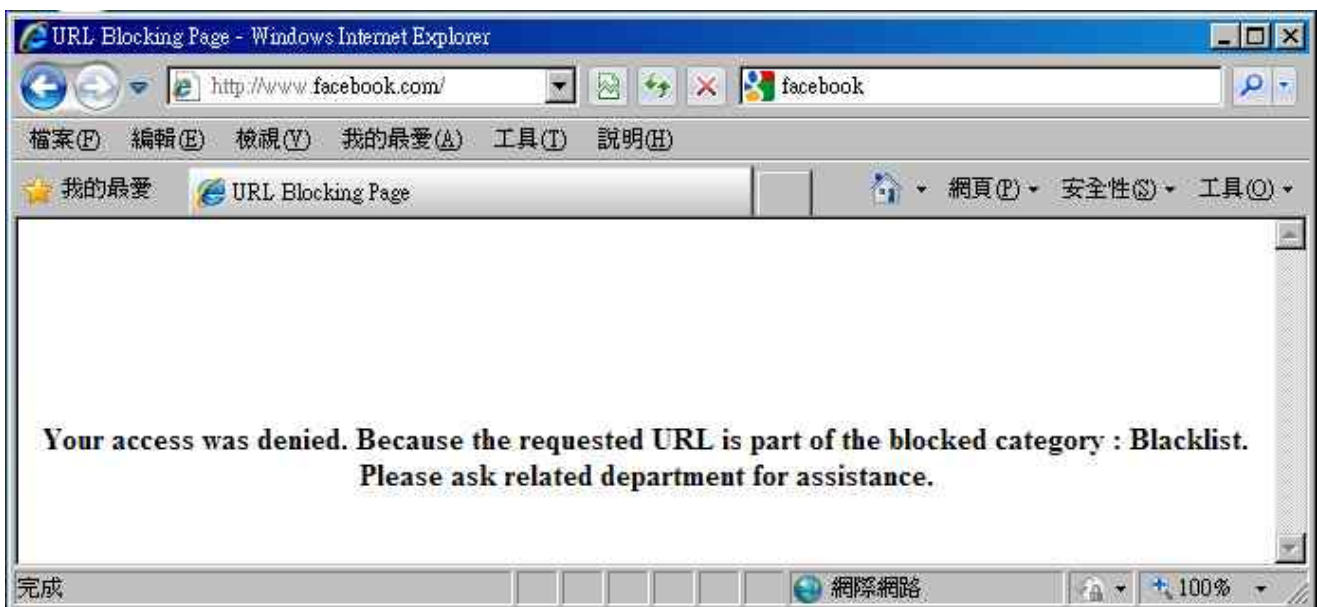 URL Blocking Page - Windows Internet Explorer
http://www.facebook.com/ facebook
檔案(F) 編輯(E) 檢視(V) 我的最愛(A) 工具(T) 說明(H)
我的最愛 URL Blocking Page 網頁(P) 安全性(S) 工具(O)
Your access was denied. Because the requested URL is part of the blocked category : Blacklist.
Please ask related department for assistance.
完成 網際網路 100%